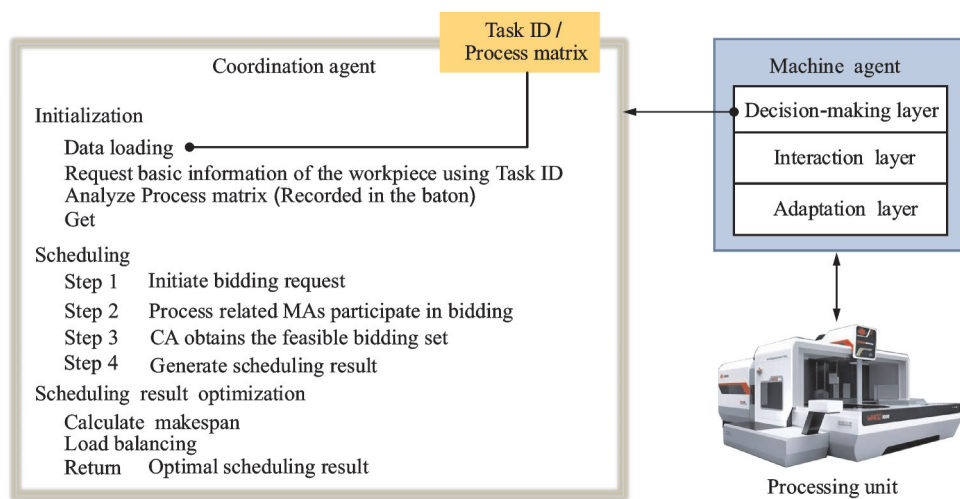 Task ID /
Process matrix
Coordination agent
Initialization
Data loading
Request basic information of the workpiece using Task ID
Analyze Process matrix (Recorded in the baton)
Get
Scheduling
Step 1 Initiate bidding request
Step 2 Process related MAs participate in bidding
Step 3 CA obtains the feasible bidding set
Step 4 Generate scheduling result
Scheduling result optimization
Calculate makespan
Load balancing
Return Optimal scheduling result
Machine agent
Decision-making layer
Interaction layer
Adaptation layer
Processing unit